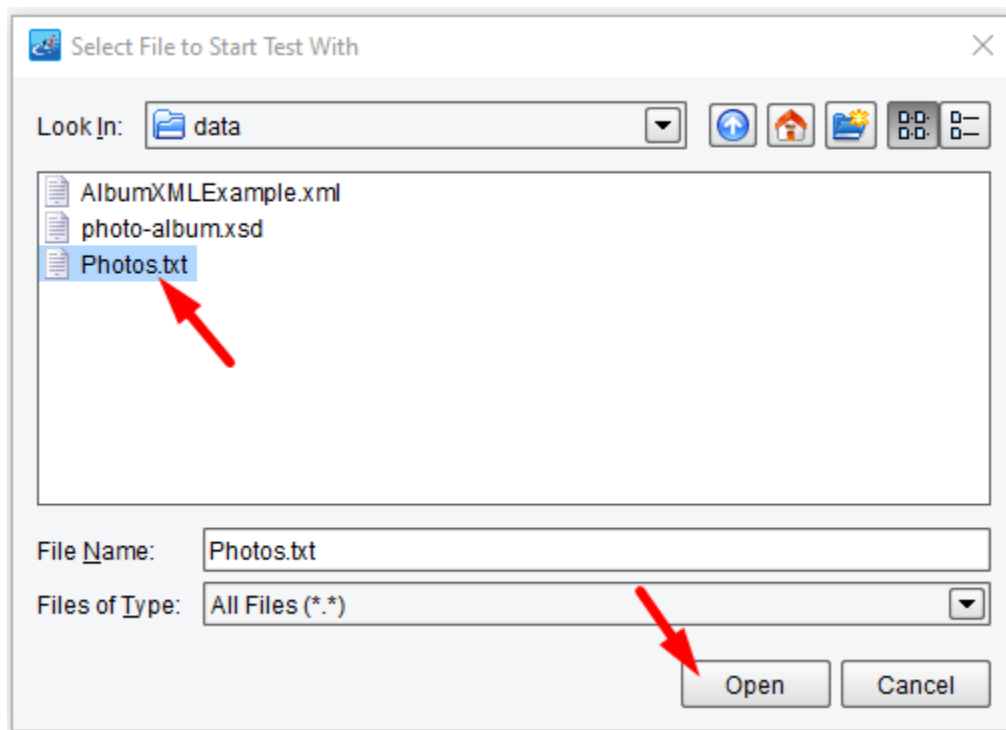 Select File to Start Test With
Look In: data
AlbumXMLExample.xml
photo-album.xsd
Photos.txt
File Name: Photos.txt
Files of Type: All Files (*.*)
Open Cancel